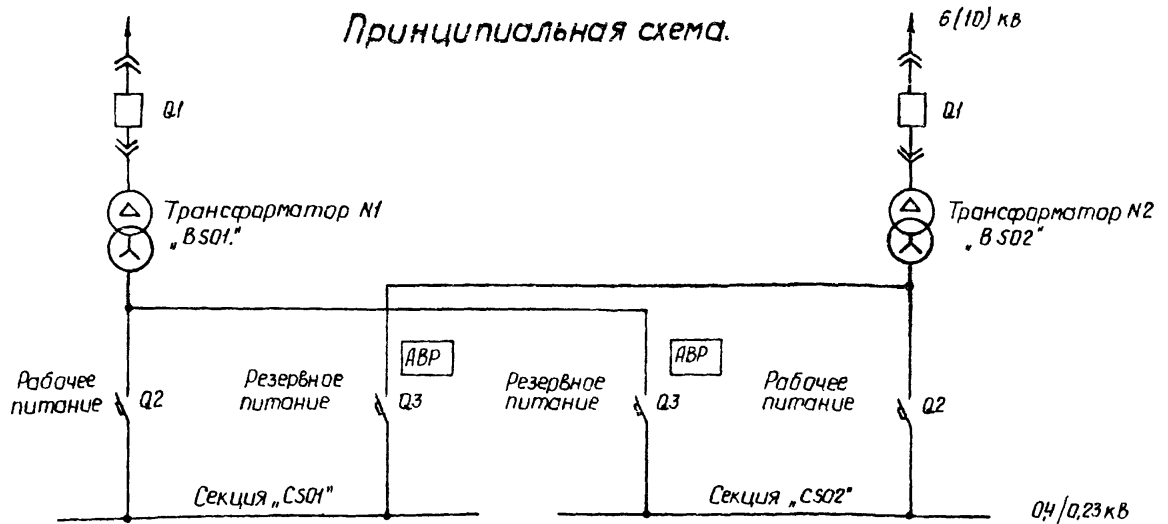 Принципиальная схема.
6(10) кв
Q1
Q1
Трансформатор N1
„BS01."
Трансформатор N2
„BS02"
АВР
АВР
Рабочее
питание
Q2
Резервное
питание
Q3
Резервное
питание
Q3
Рабочее
питание
Q2
Секция „CS01"
Секция „CS02"
0,4/0,23 кв